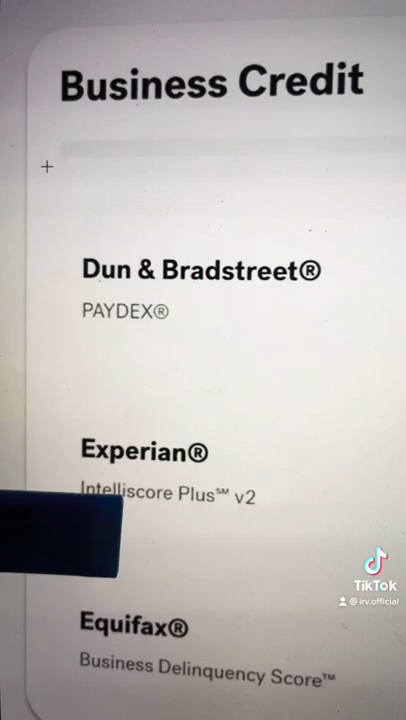 Business Credit
Dun & Bradstreet®
PAYDEX®
Experian®
Intelliscore Plus℠ v2
Equifax®
Business Delinquency Score™
TikTok
@irv.official